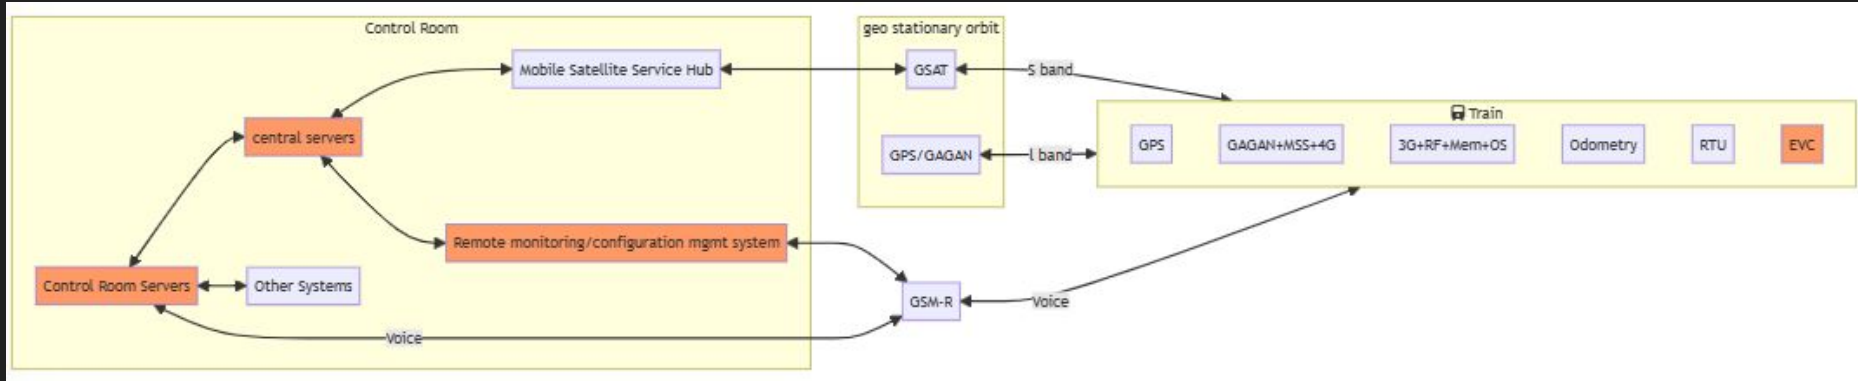 Control Room
geo stationary orbit
Mobile Satellite Service Hub
GSAT
S band
Train
central servers
GPS/GAGAN
l band
GPS
GAGAN+MSS+4G
3G+RF+Mem+OS
Odometry
RTU
EVC
Remote monitoring/configuration mgmt system
Control Room Servers
Other Systems
GSM-R
Voice
Voice